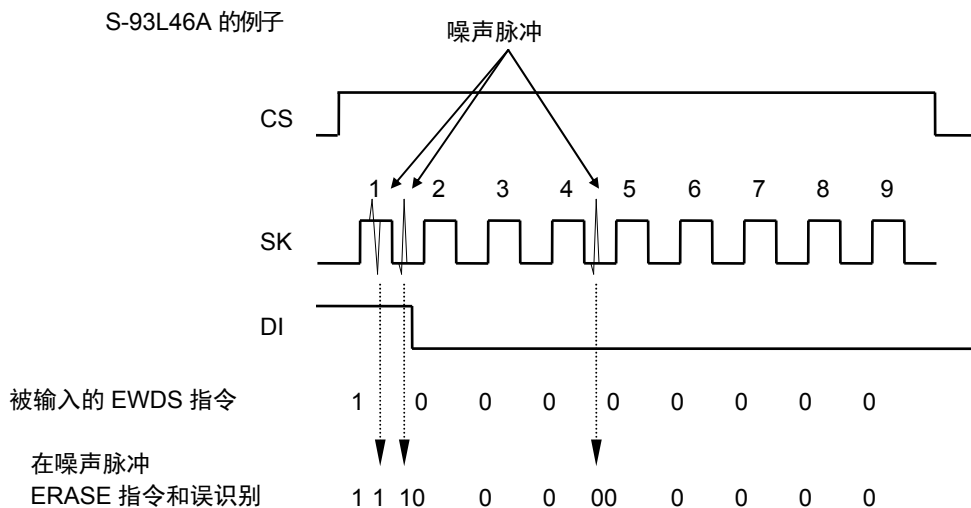 S-93L46A 的例子
噪声脉冲
CS
1 2 3 4 5 6 7 8 9
SK
DI
被输入的 EWDS 指令 1 0 0 0 0 0 0 0 0
在噪声脉冲
ERASE 指令和误识别 1 1 10 0 0 00 0 0 0 0